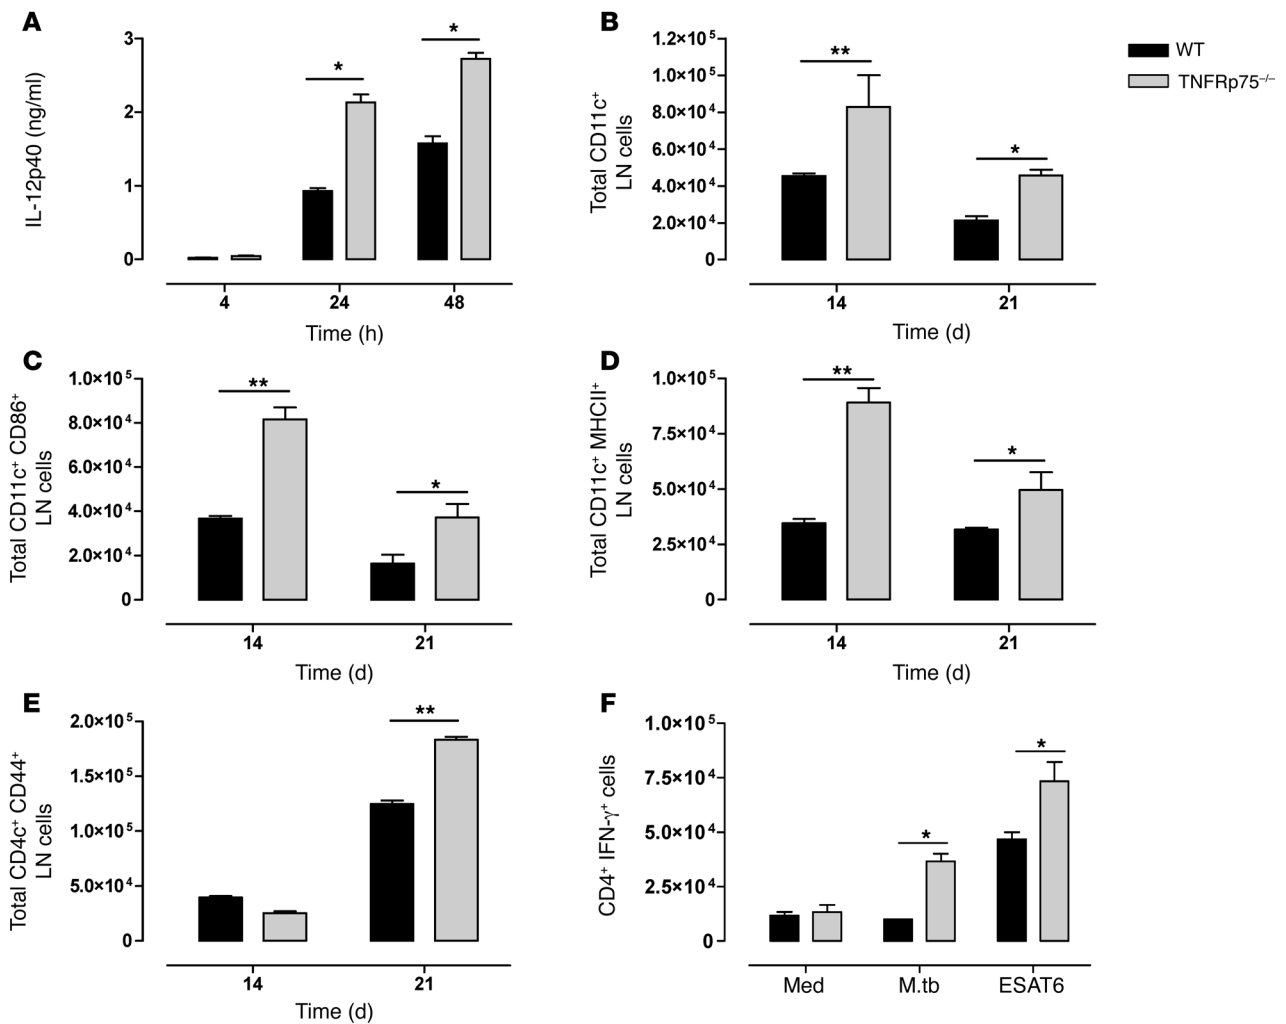 A
IL-12p40 (ng/ml)
3
2
1
0
*
*
4 24 48
Time (h)
B
Total CD11c⁺
LN cells
1.2×10⁵
1.0×10⁵
8.0×10⁴
6.0×10⁴
4.0×10⁴
2.0×10⁴
0
**
*
14 21
Time (d)
WT
TNFRp75⁻/⁻
C
Total CD11c⁺ CD86⁺
LN cells
1.0×10⁵
8.0×10⁴
6.0×10⁴
4.0×10⁴
2.0×10⁴
0
**
*
14 21
Time (d)
D
Total CD11c⁺ MHCII⁺
LN cells
1.0×10⁵
7.5×10⁴
5.0×10⁴
2.5×10⁴
0
**
*
14 21
Time (d)
E
Total CD4c⁺ CD44⁺
LN cells
2.0×10⁵
1.5×10⁵
1.0×10⁵
5.0×10⁴
0
**
14 21
Time (d)
F
CD4⁺ IFN-γ⁺ cells
1.0×10⁵
7.5×10⁴
5.0×10⁴
2.5×10⁴
0
*
*
Med M.tb ESAT6